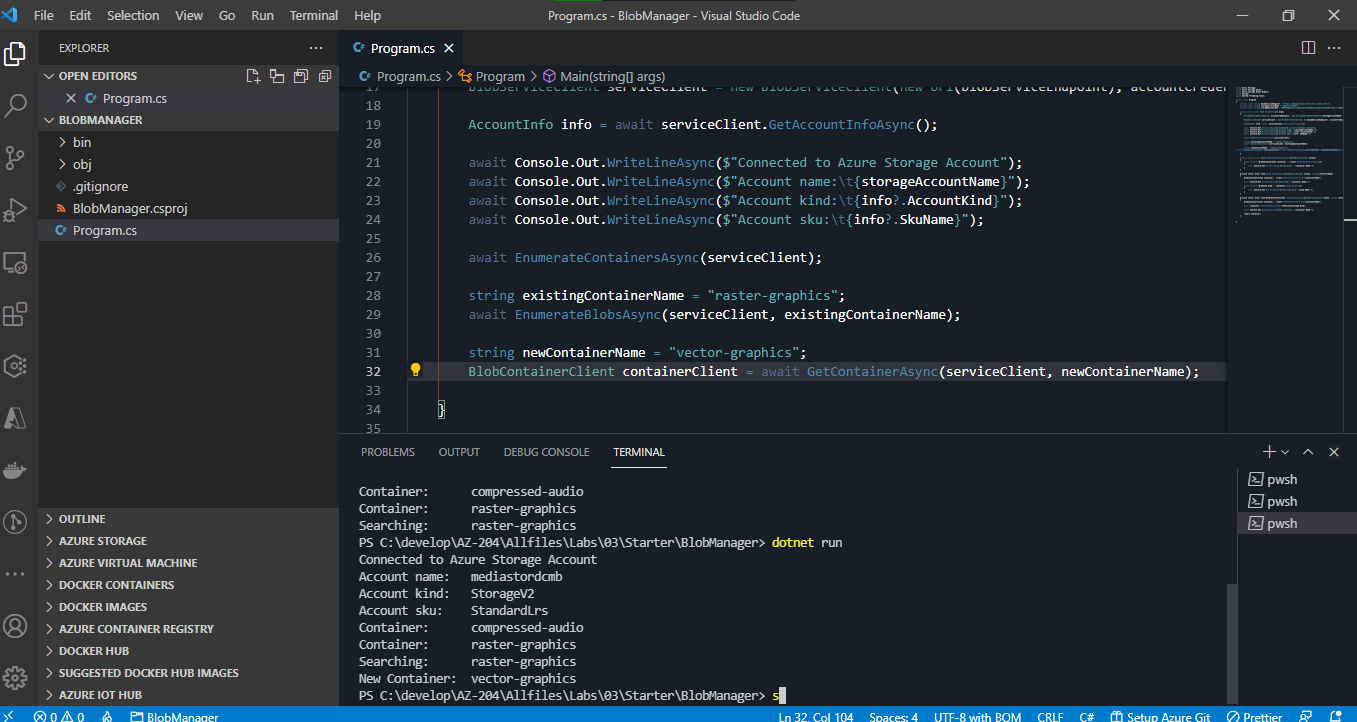 File Edit Selection View Go Run Terminal Help Program.cs - BlobManager - Visual Studio Code
EXPLORER
OPEN EDITORS
Program.cs
BLOBMANAGER
bin
obj
.gitignore
BlobManager.csproj
Program.cs
OUTLINE
AZURE STORAGE
AZURE VIRTUAL MACHINE
DOCKER CONTAINERS
DOCKER IMAGES
AZURE CONTAINER REGISTRY
DOCKER HUB
SUGGESTED DOCKER HUB IMAGES
AZURE IOT HUB
Program.cs
Program.cs > Program > Main(string[] args)
17 BlobServiceClient serviceClient = new BlobServiceClient(new Uri(blobServiceEndpoint), accountCreder
18
19 AccountInfo info = await serviceClient.GetAccountInfoAsync();
20
21 await Console.Out.WriteLineAsync($"Connected to Azure Storage Account");
22 await Console.Out.WriteLineAsync($"Account name:\t{storageAccountName}");
23 await Console.Out.WriteLineAsync($"Account kind:\t{info?.AccountKind}");
24 await Console.Out.WriteLineAsync($"Account sku:\t{info?.SkuName}");
25
26 await EnumerateContainersAsync(serviceClient);
27
28 string existingContainerName = "raster-graphics";
29 await EnumerateBlobsAsync(serviceClient, existingContainerName);
30
31 string newContainerName = "vector-graphics";
32 BlobContainerClient containerClient = await GetContainerAsync(serviceClient, newContainerName);
33
34 }
35
PROBLEMS OUTPUT DEBUG CONSOLE TERMINAL
Container: compressed-audio
Container: raster-graphics
Searching: raster-graphics
PS C:\develop\AZ-204\Allfiles\Labs\03\Starter\BlobManager> dotnet run
Connected to Azure Storage Account
Account name: mediastordcmb
Account kind: StorageV2
Account sku: StandardLrs
Container: compressed-audio
Container: raster-graphics
Searching: raster-graphics
New Container: vector-graphics
PS C:\develop\AZ-204\Allfiles\Labs\03\Starter\BlobManager> s
pwsh
pwsh
pwsh
0 0 BlobManager Ln 32, Col 104 Spaces: 4 UTF-8 with BOM CRLF C# Setup Azure Git Prettier